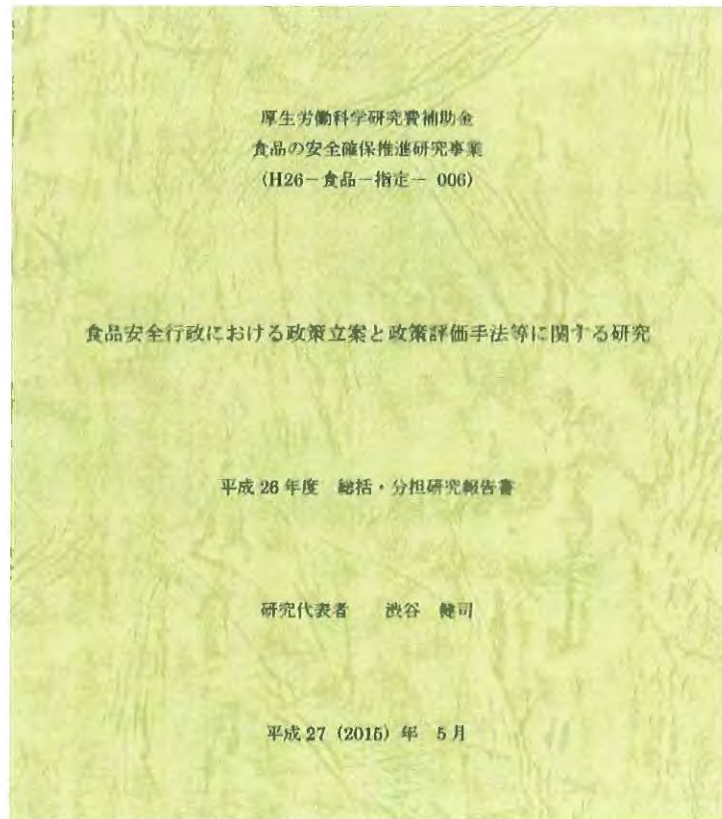 厚生労働科学研究費補助金
食品の安全確保推進研究事業
(H26－食品－指定－ 006)
食品安全行政における政策立案と政策評価手法等に関する研究
平成 26 年度　総括・分担研究報告書
研究代表者　　渋谷　健司
平成 27 (2015) 年　5 月